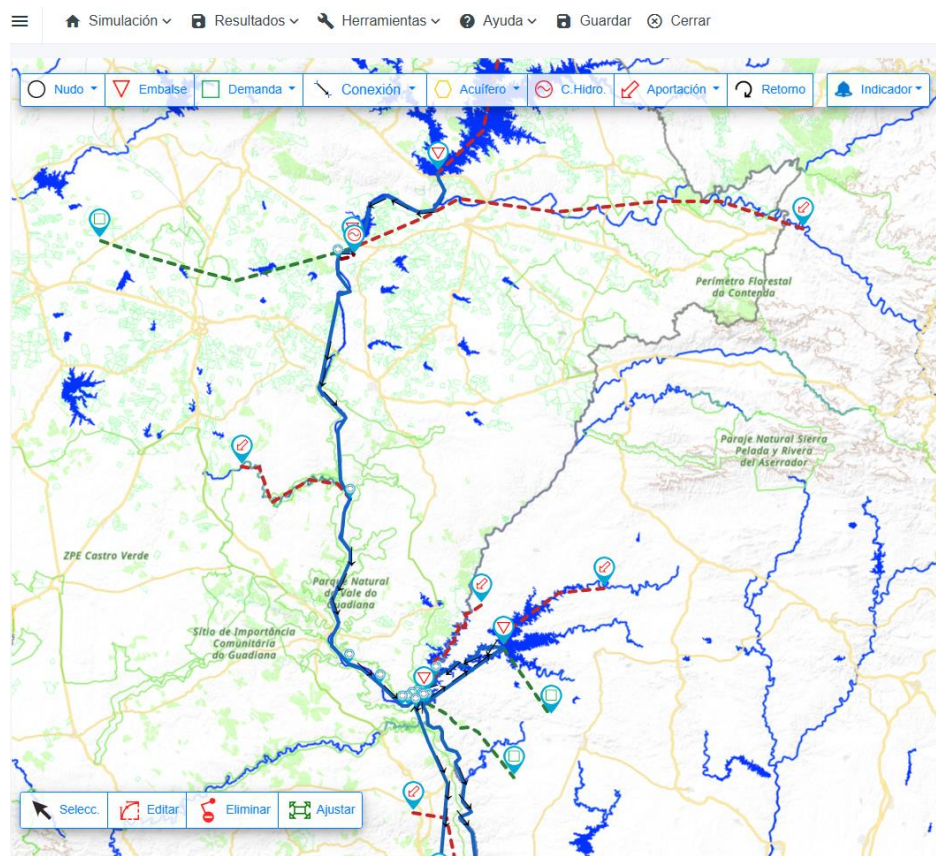 Simulación Resultados Herramientas Ayuda Guardar Cerrar
Nudo Embalse Demanda Conexión Acuífero C.Hidro. Aportación Retorno Indicador
Perímetro Florestal
da Contenda
Paraje Natural Sierra
Pelada y Rivera
del Aserrador
ZPE Castro Verde
Parque Natural
do Vale do
Guadiana
Sítio de Importância
Comunitária
do Guadiana
Selecc. Editar Eliminar Ajustar